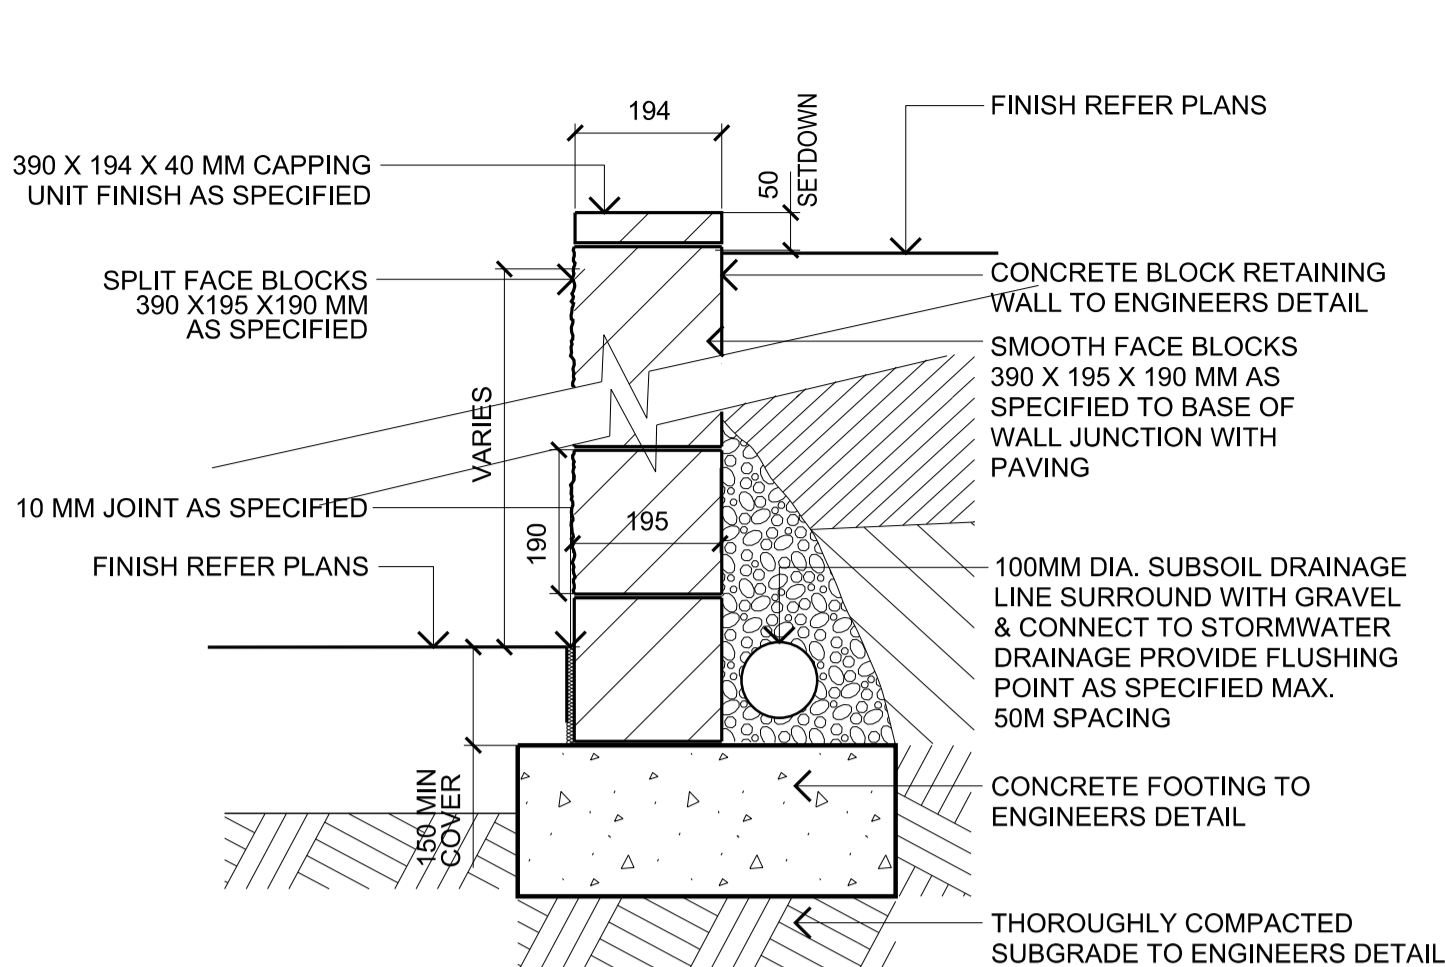 194
50
SETDOWN
FINISH REFER PLANS
390 X 194 X 40 MM CAPPING
UNIT FINISH AS SPECIFIED
SPLIT FACE BLOCKS
390 X195 X190 MM
AS SPECIFIED
CONCRETE BLOCK RETAINING
WALL TO ENGINEERS DETAIL
SMOOTH FACE BLOCKS
390 X 195 X 190 MM AS
SPECIFIED TO BASE OF
WALL JUNCTION WITH
PAVING
VARIES
10 MM JOINT AS SPECIFIED
190
195
FINISH REFER PLANS
100MM DIA. SUBSOIL DRAINAGE
LINE SURROUND WITH GRAVEL
& CONNECT TO STORMWATER
DRAINAGE PROVIDE FLUSHING
POINT AS SPECIFIED MAX.
50M SPACING
150 MIN
COVER
CONCRETE FOOTING TO
ENGINEERS DETAIL
THOROUGHLY COMPACTED
SUBGRADE TO ENGINEERS DETAIL